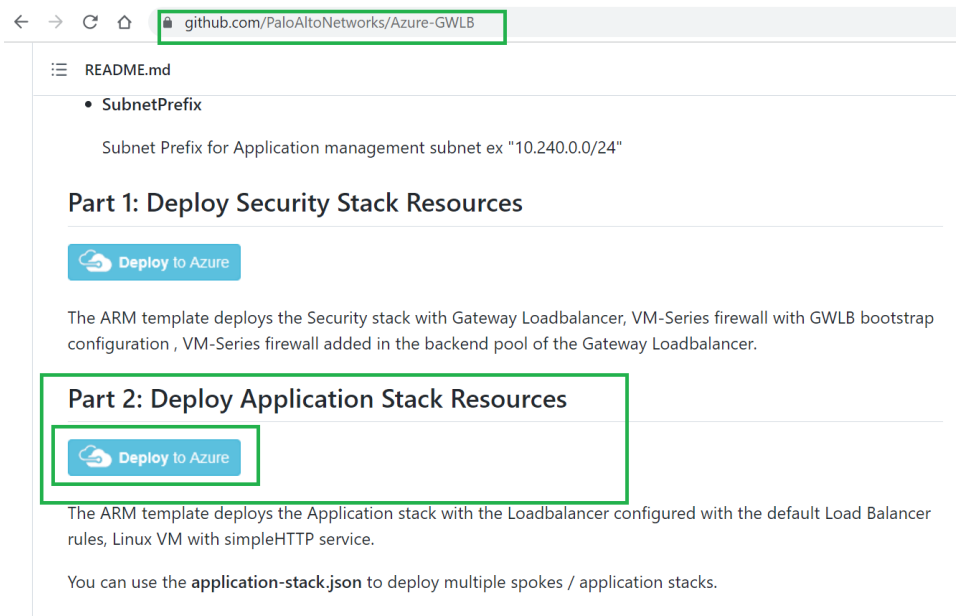 github.com/PaloAltoNetworks/Azure-GWLB
README.md
• SubnetPrefix
Subnet Prefix for Application management subnet ex "10.240.0.0/24"
Part 1: Deploy Security Stack Resources
Deploy to Azure
The ARM template deploys the Security stack with Gateway Loadbalancer, VM-Series firewall with GWLB bootstrap
configuration , VM-Series firewall added in the backend pool of the Gateway Loadbalancer.
Part 2: Deploy Application Stack Resources
Deploy to Azure
The ARM template deploys the Application stack with the Loadbalancer configured with the default Load Balancer
rules, Linux VM with simpleHTTP service.
You can use the application-stack.json to deploy multiple spokes / application stacks.